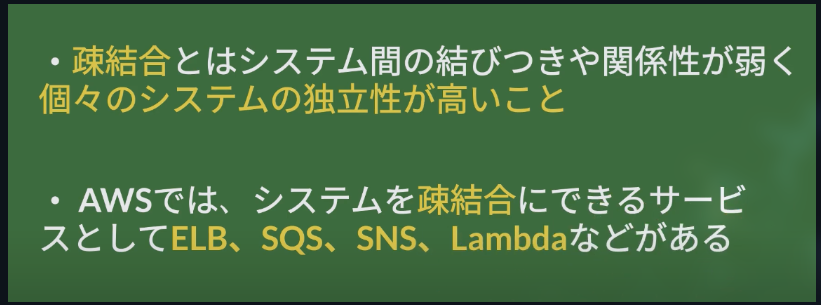 ・疎結合とはシステム間の結びつきや関係性が弱く
個々のシステムの独立性が高いこと
・ AWSでは、システムを疎結合にできるサービ
スとしてELB、SQS、SNS、Lambdaなどがある